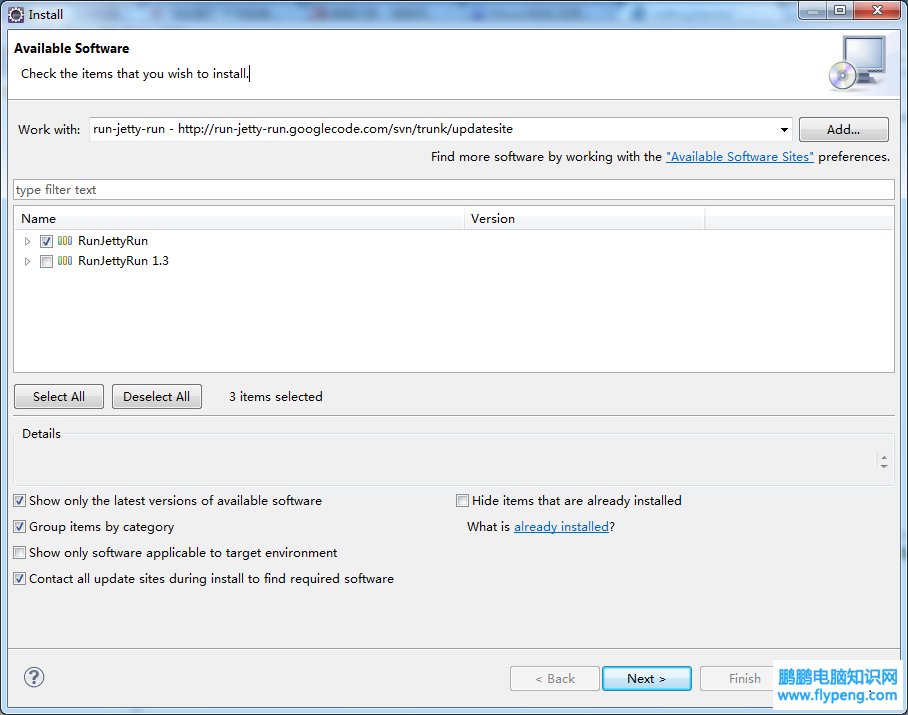 Install
Available Software
Check the items that you wish to install.
Work with:
run-jetty-run - http://run-jetty-run.googlecode.com/svn/trunk/updatesite
Add...
Find more software by working with the "Available Software Sites" preferences.
type filter text
Name Version
RunJettyRun
RunJettyRun 1.3
Select All
Deselect All
3 items selected
Details
Show only the latest versions of available software
Hide items that are already installed
Group items by category
What is already installed?
Show only software applicable to target environment
Contact all update sites during install to find required software
?
< Back
Next >
Finish
鹏鹏电脑知识网
www.flypeng.com